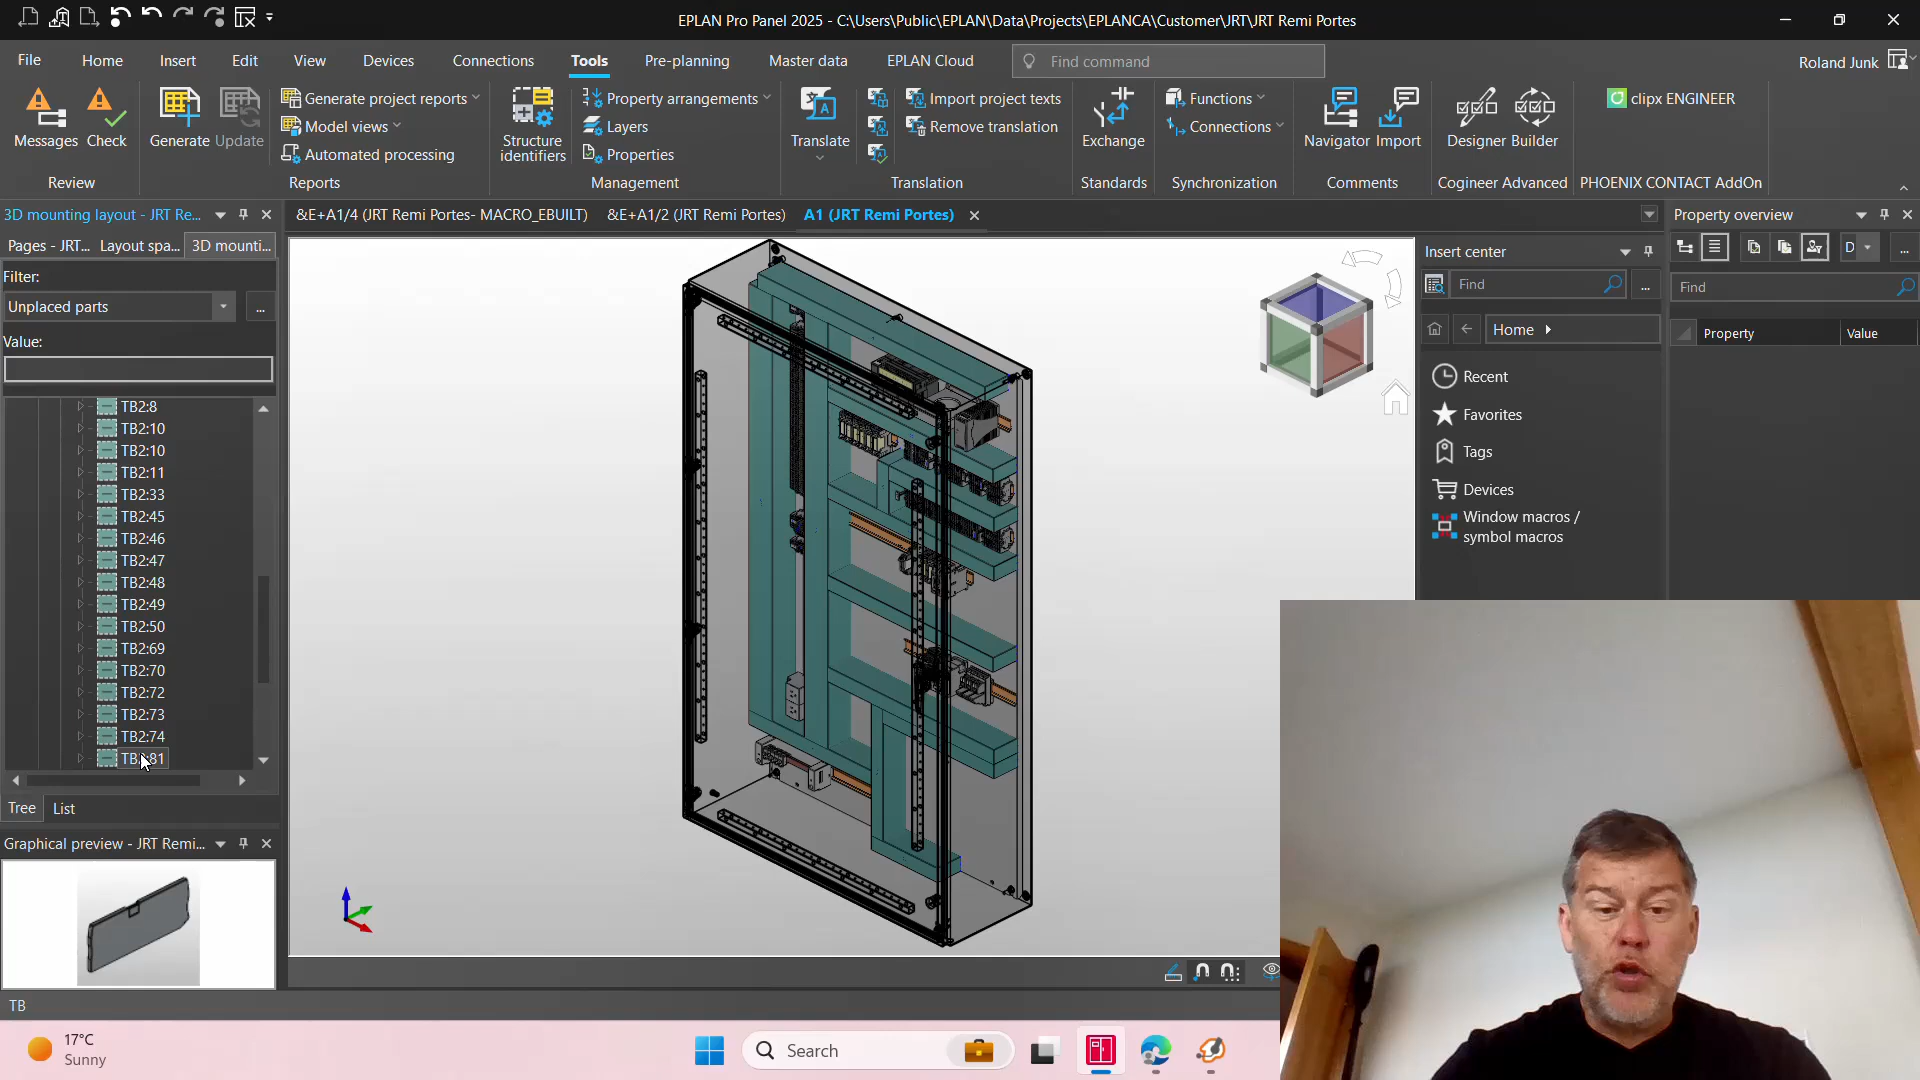 EPLAN Pro Panel 2025 - C:\Users\Public\EPLAN\Data\Projects\EPLANCA\Customer\JRT\JRT Remi Portes
File
Home
Insert
Edit
View
Devices
Connections
Tools
Pre-planning
Master data
EPLAN Cloud
Find command
Roland Junk
Messages
Check
Review
Generate
Update
Generate project reports
Model views
Automated processing
Reports
Structure
identifiers
Property arrangements
Layers
Properties
Management
Translate
Import project texts
Remove translation
Translation
Exchange
Standards
Functions
Connections
Synchronization
Navigator
Import
Comments
Designer
Builder
Cogineer Advanced
clipx ENGINEER
PHOENIX CONTACT AddOn
3D mounting layout - JRT Re...
&E+A1/4 (JRT Remi Portes- MACRO_EBUILT)
&E+A1/2 (JRT Remi Portes)
A1 (JRT Remi Portes)
Property overview
Pages - JRT...
Layout spa...
3D mounti...
Filter:
Unplaced parts
...
Value:
TB2:8
TB2:10
TB2:10
TB2:11
TB2:33
TB2:45
TB2:46
TB2:47
TB2:48
TB2:49
TB2:50
TB2:69
TB2:70
TB2:72
TB2:73
TB2:74
Tree
List
Graphical preview - JRT Remi...
TB
Insert center
Find
...
Home
Recent
Favorites
Tags
Devices
Window macros /
symbol macros
D
...
Find
Property
Value
17°C
Sunny
Search